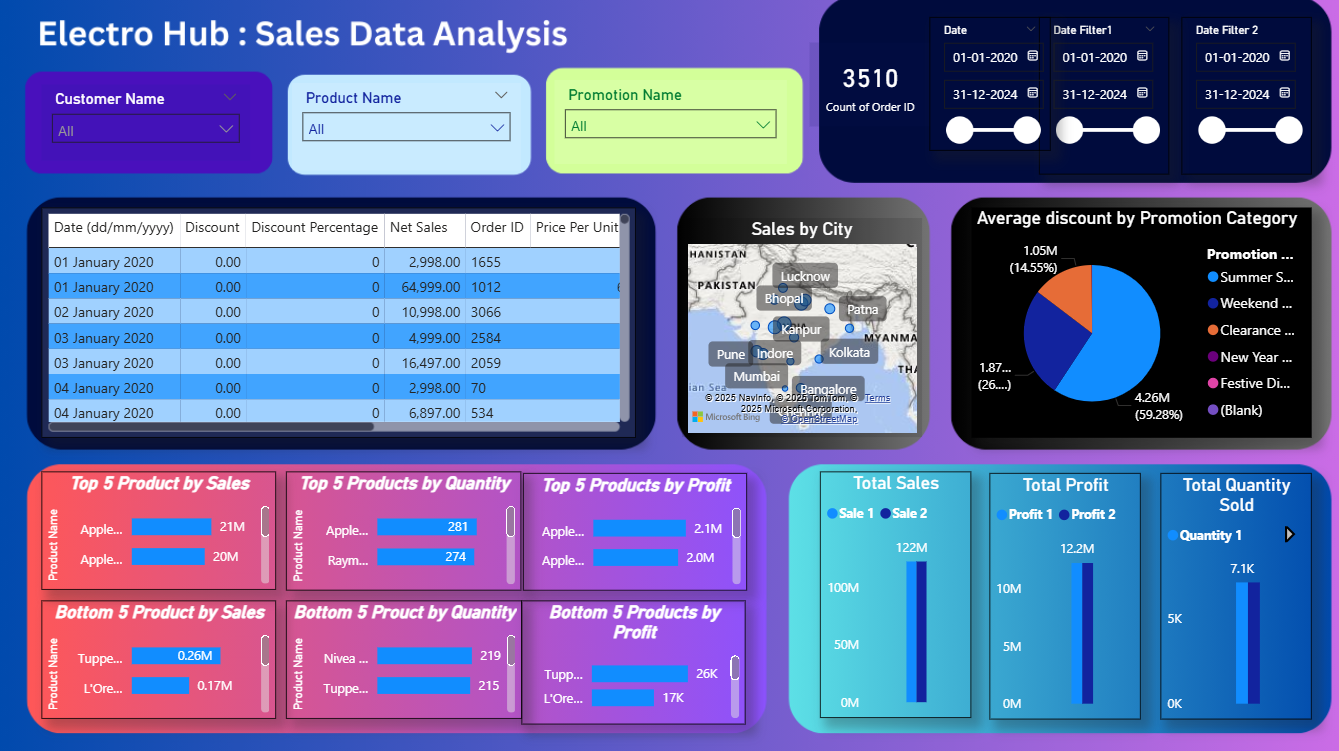 Electro Hub : Sales Data Analysis
Customer Name
All
Product Name
All
Promotion Name
All
3510
Count of Order ID
Date
01-01-2020
31-12-2024
Date Filter1
01-01-2020
31-12-2024
Date Filter 2
01-01-2020
31-12-2024
Date (dd/mm/yyyy) Discount Discount Percentage Net Sales Order ID Price Per Unit
01 January 2020 0.00 0 2,998.00 1655
01 January 2020 0.00 0 64,999.00 1012
02 January 2020 0.00 0 10,998.00 3066
03 January 2020 0.00 0 4,999.00 2584
03 January 2020 0.00 0 16,497.00 2059
04 January 2020 0.00 0 2,998.00 70
04 January 2020 0.00 0 6,897.00 534
Sales by City
HANISTAN
PAKISTAN
Lucknow
Bhopal
Patna
Kanpur
MYANMA
Pune
Indore
Kolkata
THA
Mumbai
ian Sea
Bangalore
© 2025 NavInfo, © 2025 TomTom, © Terms
2025 Microsoft Corporation,
Microsoft Bing
© OpenStreetMap
Average discount by Promotion Category
1.05M
(14.55%)
1.87...
(26....)
4.26M
(59.28%)
Promotion ...
Summer S...
Weekend ...
Clearance ...
New Year ...
Festive Di...
(Blank)
Top 5 Product by Sales
Product Name
Apple... 21M
Apple... 20M
Top 5 Products by Quantity
Product Name
Apple... 281
Raym... 274
Top 5 Products by Profit
Apple... 2.1M
Apple... 2.0M
Bottom 5 Product by Sales
Product Name
Tuppe... 0.26M
L'Ore... 0.17M
Bottom 5 Prouct by Quantity
Product Name
Nivea ... 219
Tuppe... 215
Bottom 5 Products by
Profit
Tupp... 26K
L'Ore... 17K
Total Sales
Sale 1 Sale 2
122M
100M
50M
0M
Total Profit
Profit 1 Profit 2
12.2M
10M
5M
0M
Total Quantity
Sold
Quantity 1
7.1K
5K
0K